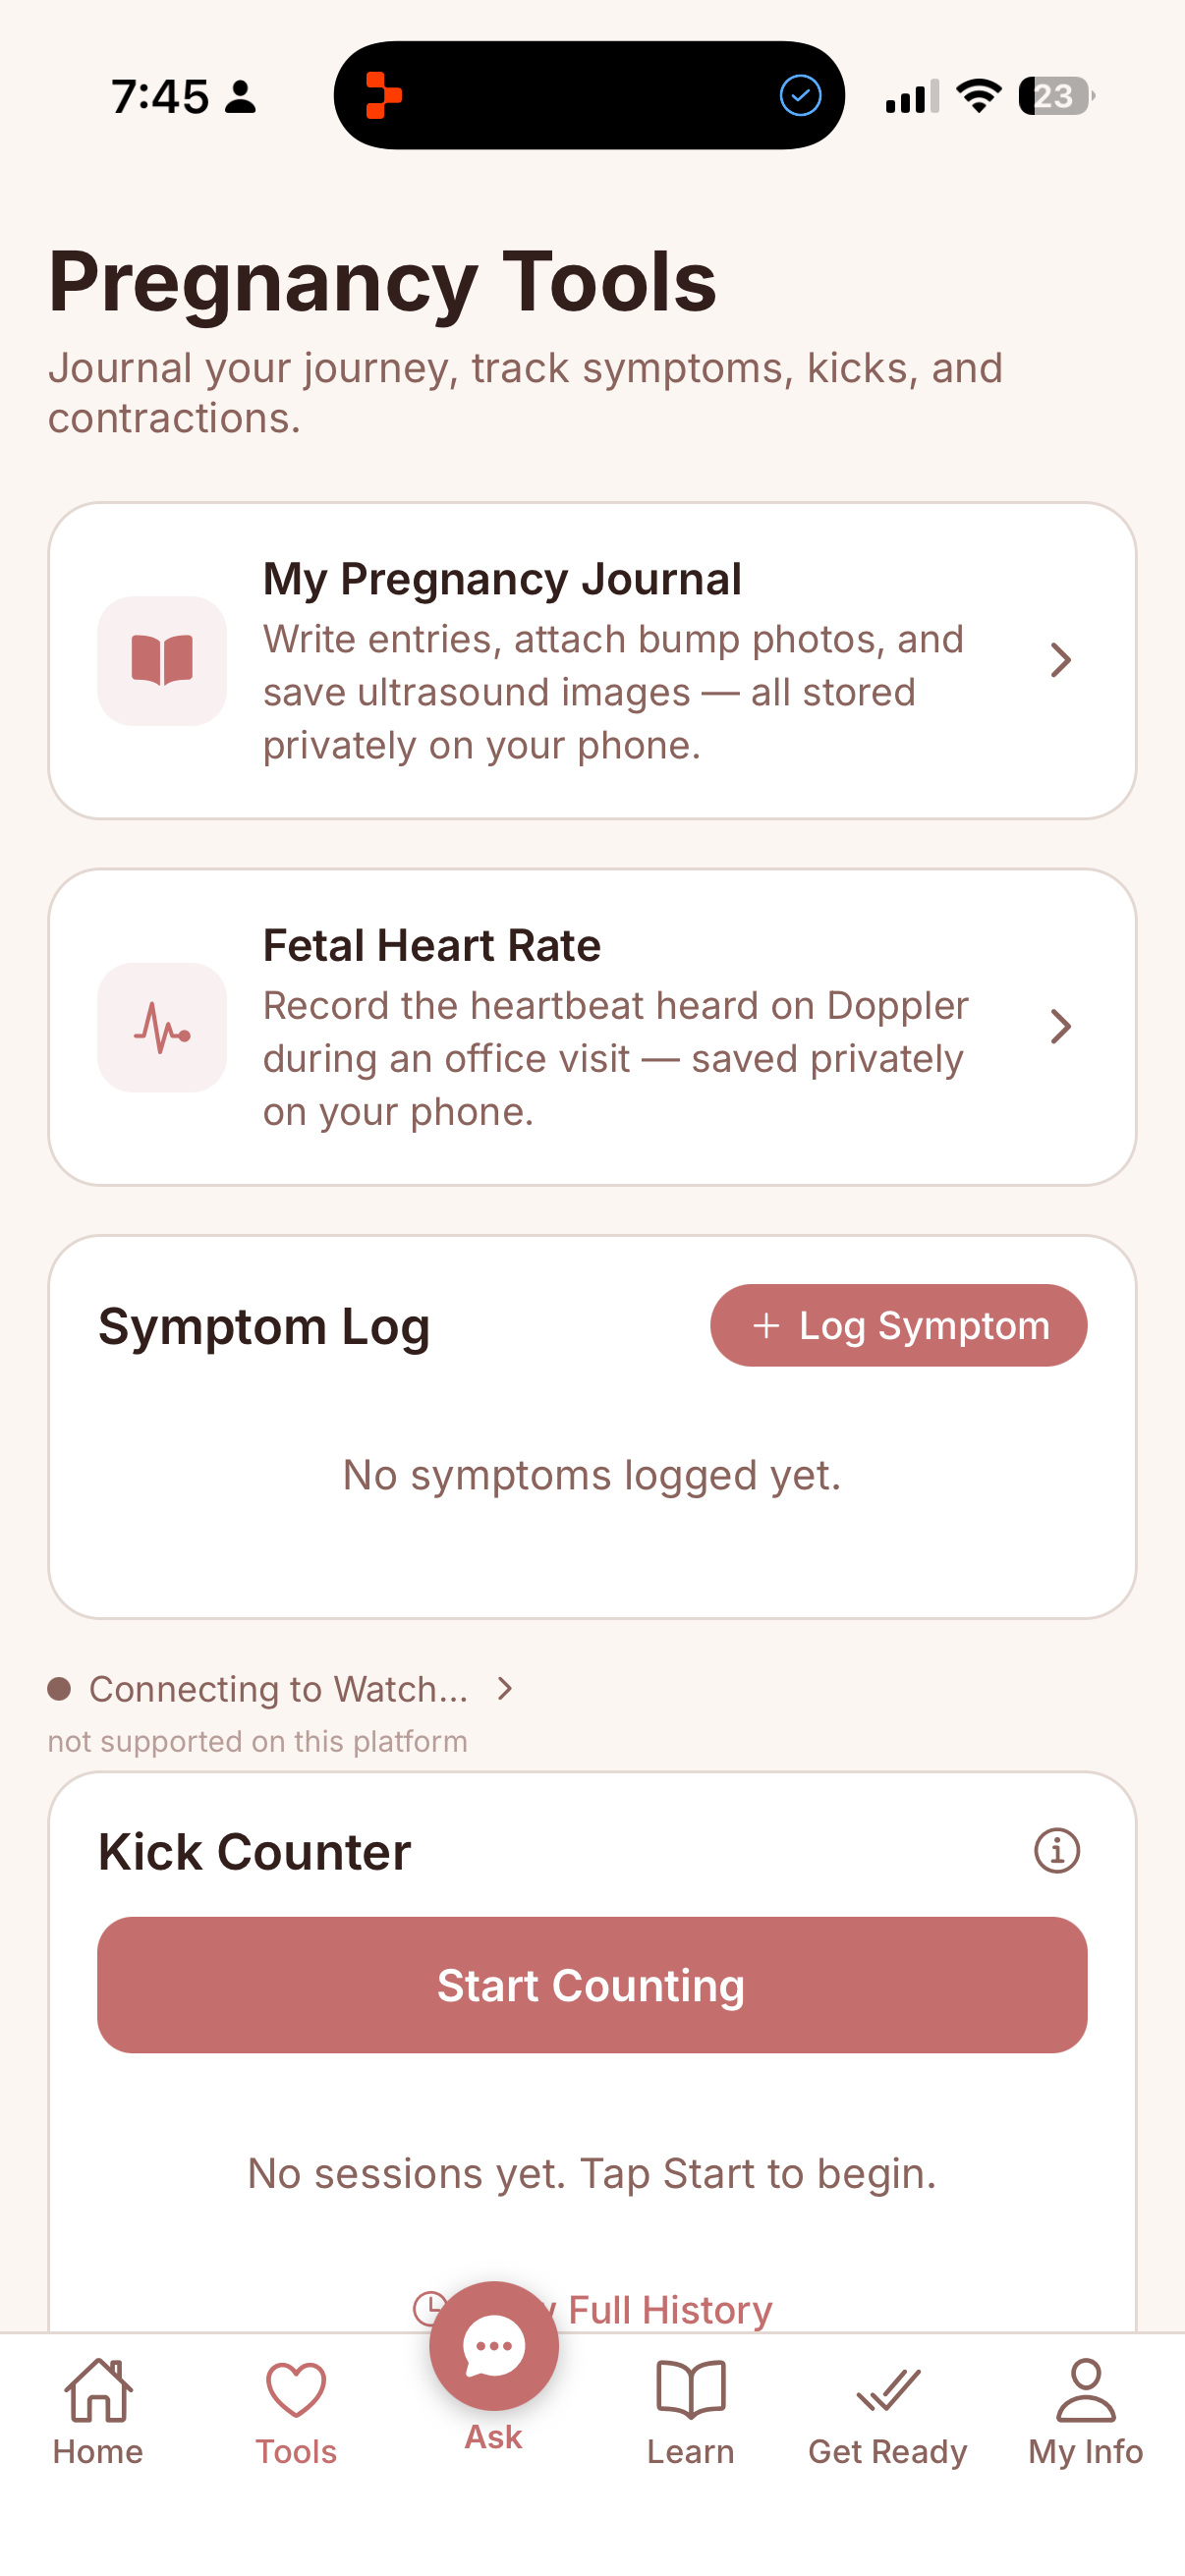 7:45
23
Pregnancy Tools
Journal your journey, track symptoms, kicks, and
contractions.
My Pregnancy Journal
Write entries, attach bump photos, and
save ultrasound images — all stored
privately on your phone.
Fetal Heart Rate
Record the heartbeat heard on Doppler
during an office visit — saved privately
on your phone.
Symptom Log
+ Log Symptom
No symptoms logged yet.
Connecting to Watch...
not supported on this platform
Kick Counter
Start Counting
No sessions yet. Tap Start to begin.
Full History
Home
Tools
Ask
Learn
Get Ready
My Info